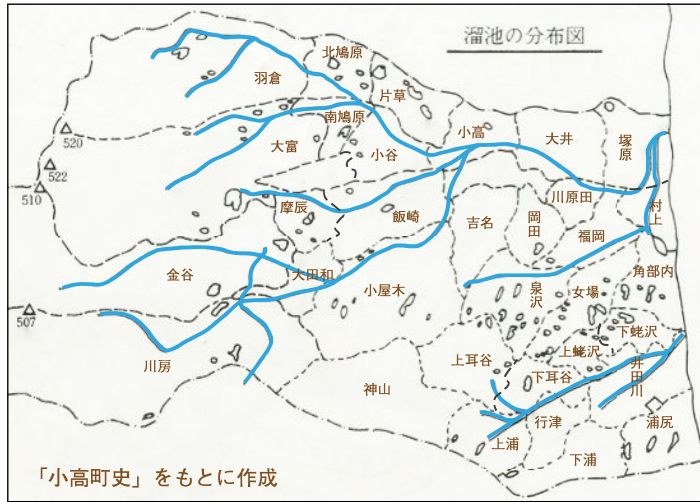 溜池の分布図
北鳩原
羽倉
片草
南鳩原
小高
大井
塚原
520
大富
小谷
522
510
摩辰
飯崎
吉名
岡田
川原田
村上
福岡
金谷
大田和
小屋木
泉沢
女場
角部内
507
下蛯沢
川房
上耳谷
上蛯沢
下耳谷
井田川
神山
行津
浦尻
上浦
下浦
「小高町史」をもとに作成